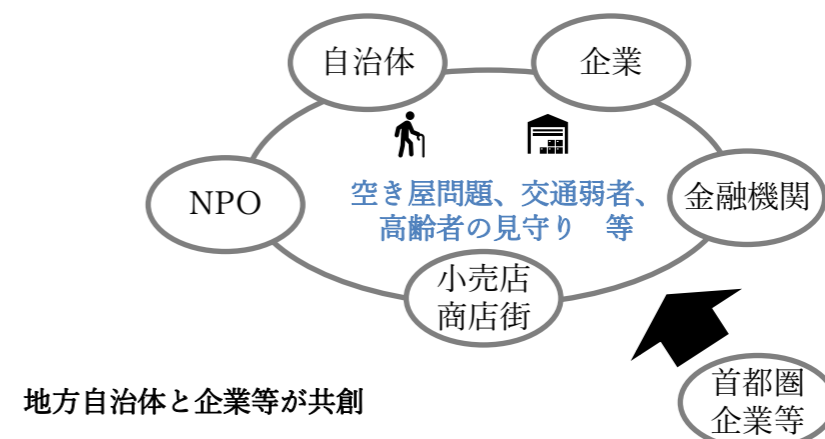 自治体
企業
NPO
空き屋問題、交通弱者、
高齢者の見守り　等
金融機関
小売店
商店街
地方自治体と企業等が共創
首都圏
企業等